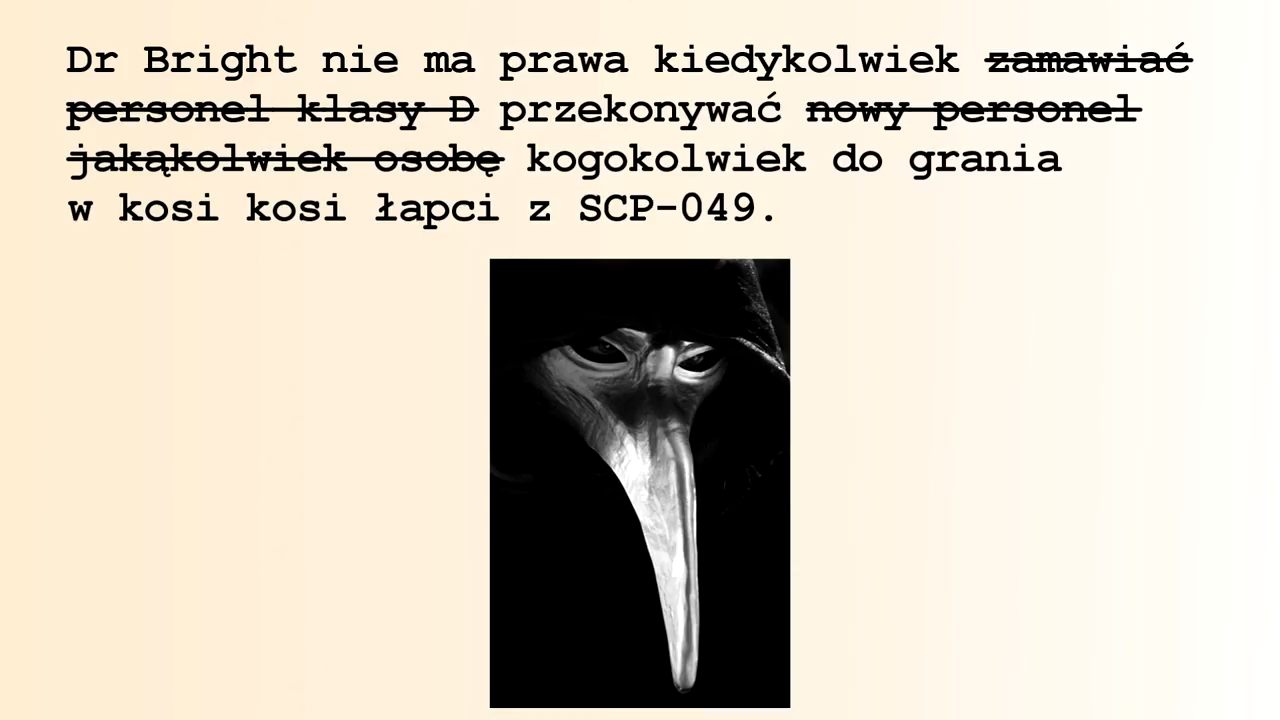 Dr Bright nie ma prawa kiedykolwiek zamawiać
personel klasy D przekonywać nowy personel
jakąkolwiek osobę kogokolwiek do grania
w kosi kosi łapci z SCP-049.